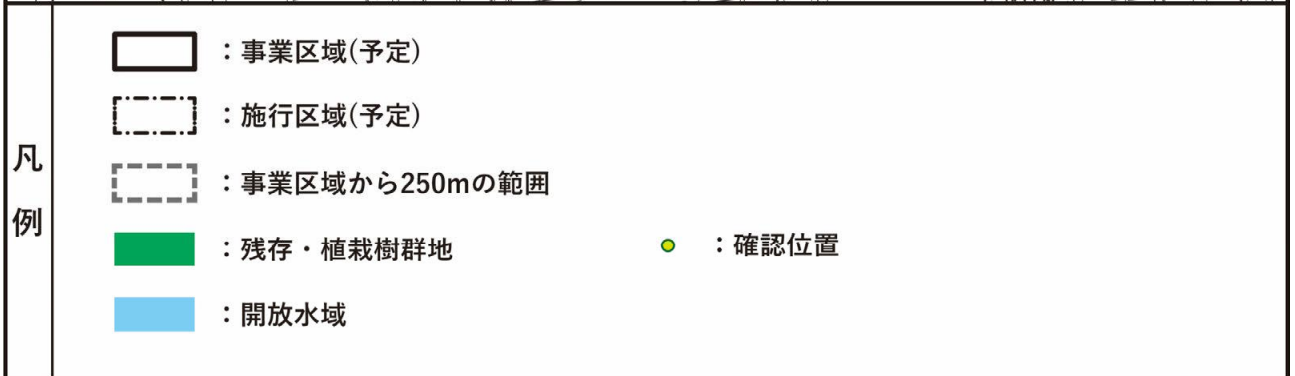 凡例
：事業区域(予定)
：施行区域(予定)
：事業区域から250mの範囲
：残存・植栽樹群地
：確認位置
：開放水域